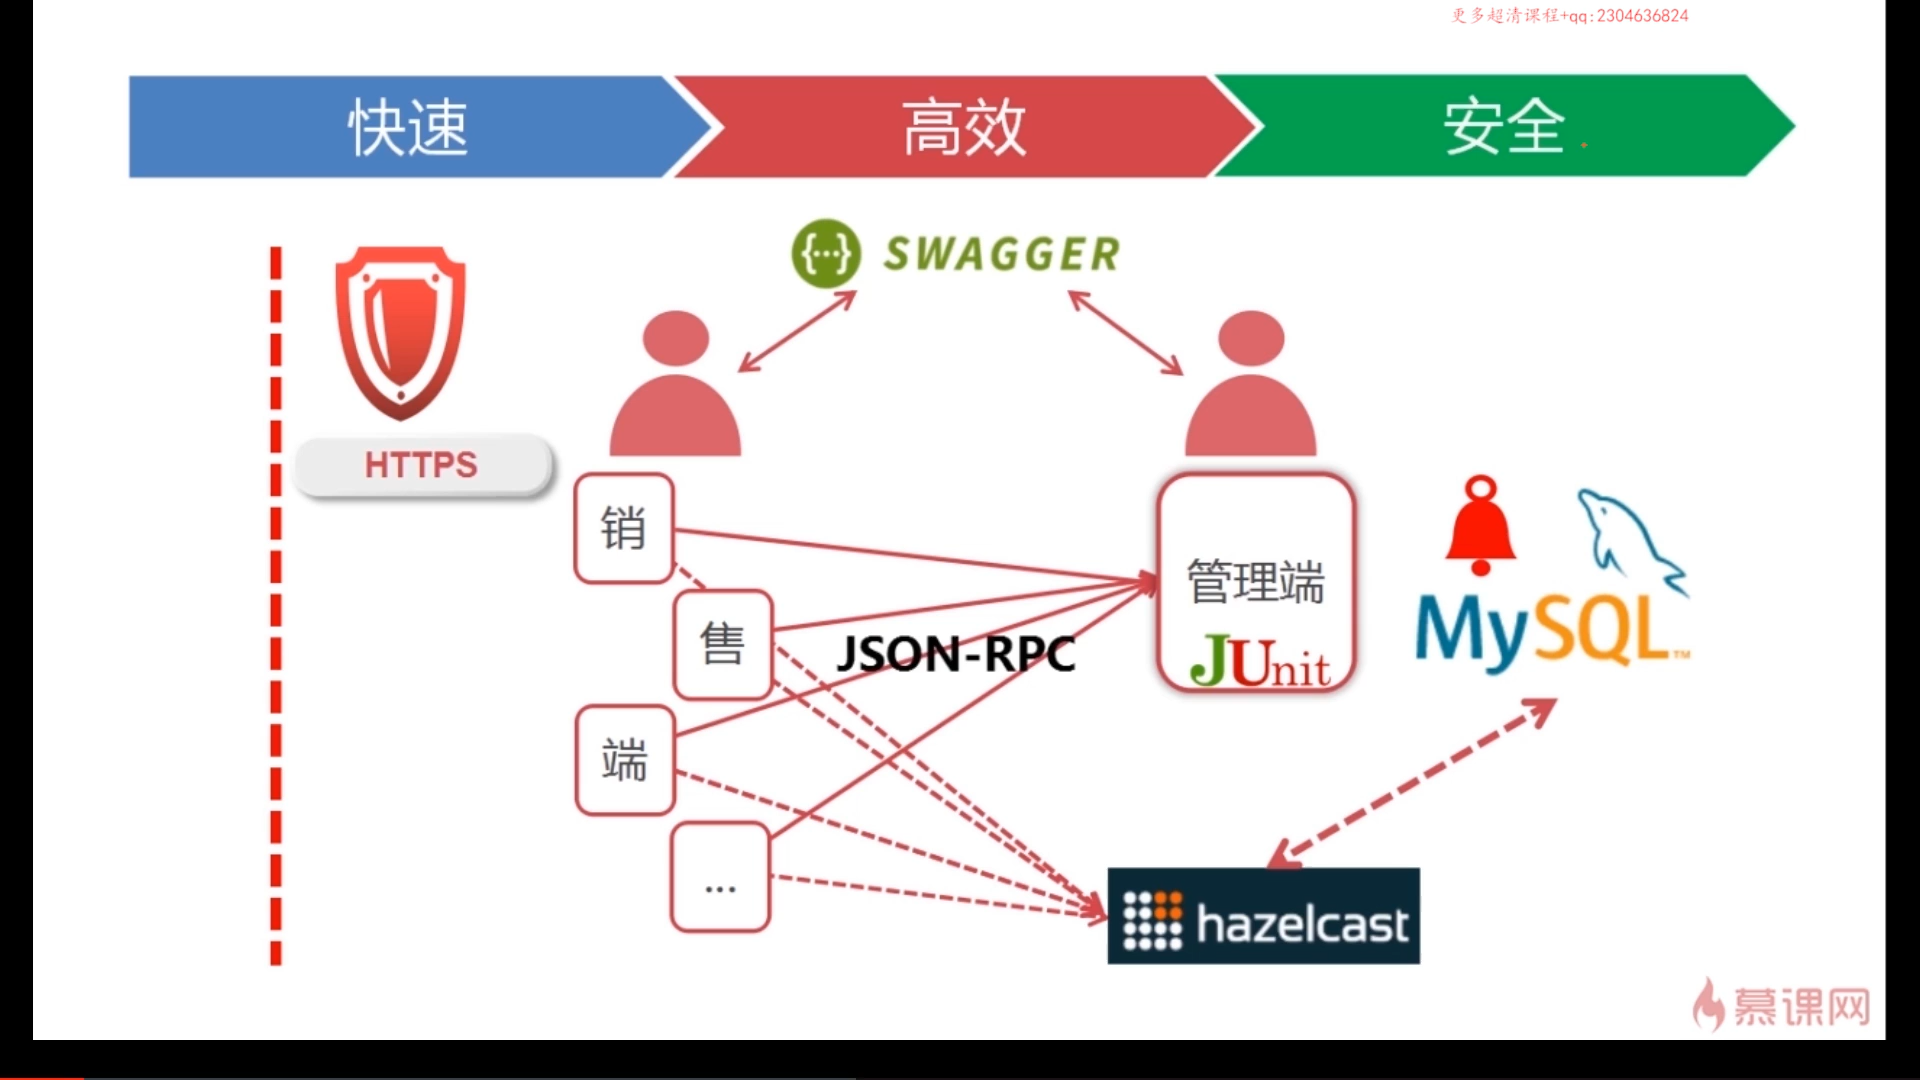 更多超清课程+qq:2304636824
快速
高效
安全
{···} SWAGGER
HTTPS
销
售
端
...
JSON-RPC
管理端
JUnit
MySQL™
hazelcast
慕课网